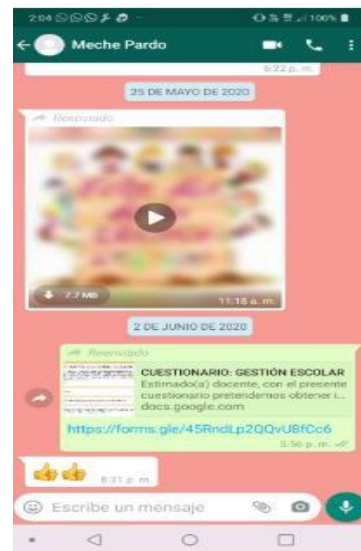 2:04
100%
Meche Pardo
6:22 p. m.
25 DE MAYO DE 2020
Reenviado
7.7 MB
11:15 a. m.
2 DE JUNIO DE 2020
Reenviado
CUESTIONARIO: GESTIÓN ESCOLAR
Estimado(a) docente, con el presente
cuestionario pretendemos obtener i...
docs.google.com
https://forms.gle/45RndLp2QQvU8fCc6
5:56 p. m.
8:31 p. m.
Escribe un mensaje